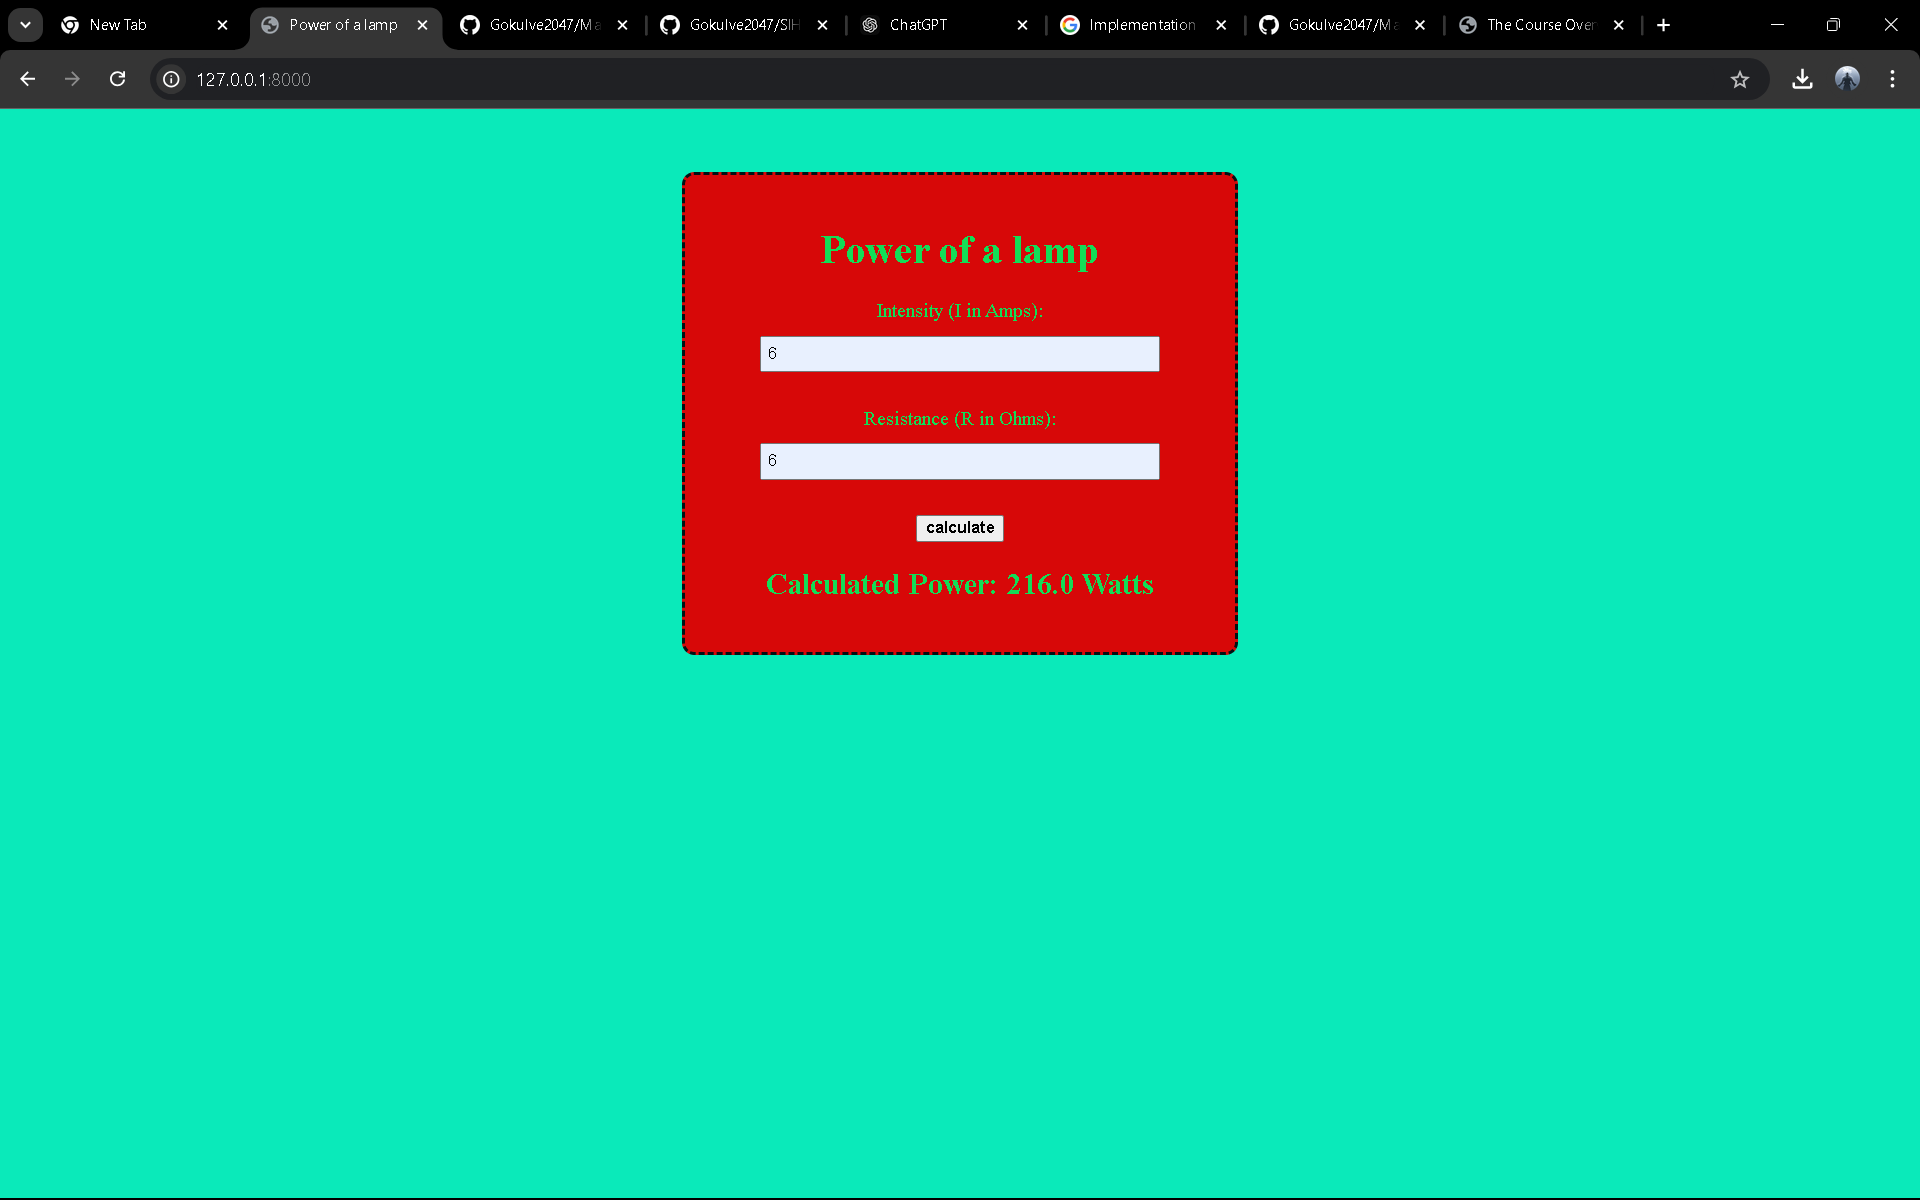 New Tab
Power of a lamp
Gokulve2047/Ma
Gokulve2047/SIH
ChatGPT
Implementation
Gokulve2047/Ma
The Course Over
127.0.0.1:8000
Power of a lamp
Intensity (I in Amps):
6
Resistance (R in Ohms):
6
calculate
Calculated Power: 216.0 Watts